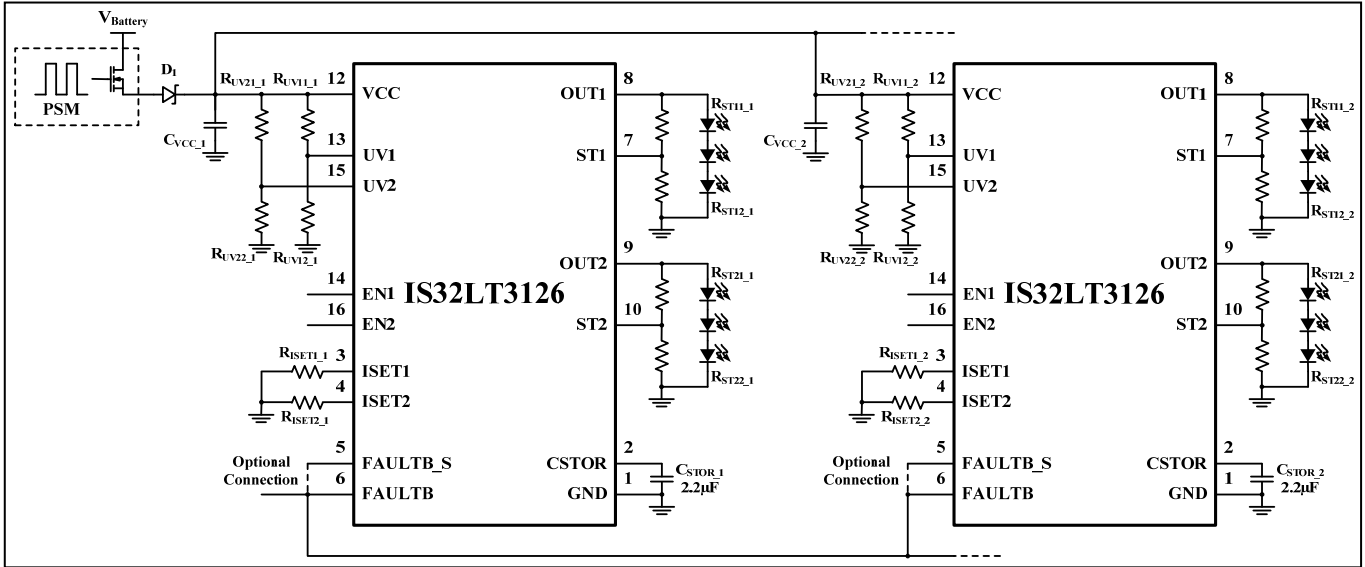 VBattery
PSM
D1
CVCC_1
RUV21_1 RUV11_1
RUV22_1 RUV12_1
12 VCC
13 UV1
15 UV2
14 EN1
16 EN2
RISET1_1
3 ISET1
4 ISET2
RISET2_1
Optional
Connection
5 FAULTB_S
6 FAULTB
IS32LT3126
OUT1 8
ST1 7
RST11_1
RST12_1
OUT2 9
ST2 10
RST21_1
RST22_1
CSTOR 2
GND 1
CSTOR_1
2.2µF
CVCC_2
RUV21_2 RUV11_2
RUV22_2 RUV12_2
12 VCC
13 UV1
15 UV2
14 EN1
16 EN2
RISET1_2
3 ISET1
4 ISET2
RISET2_2
Optional
Connection
5 FAULTB_S
6 FAULTB
IS32LT3126
OUT1 8
ST1 7
RST11_2
RST12_2
OUT2 9
ST2 10
RST21_2
RST22_2
CSTOR 2
GND 1
CSTOR_2
2.2µF